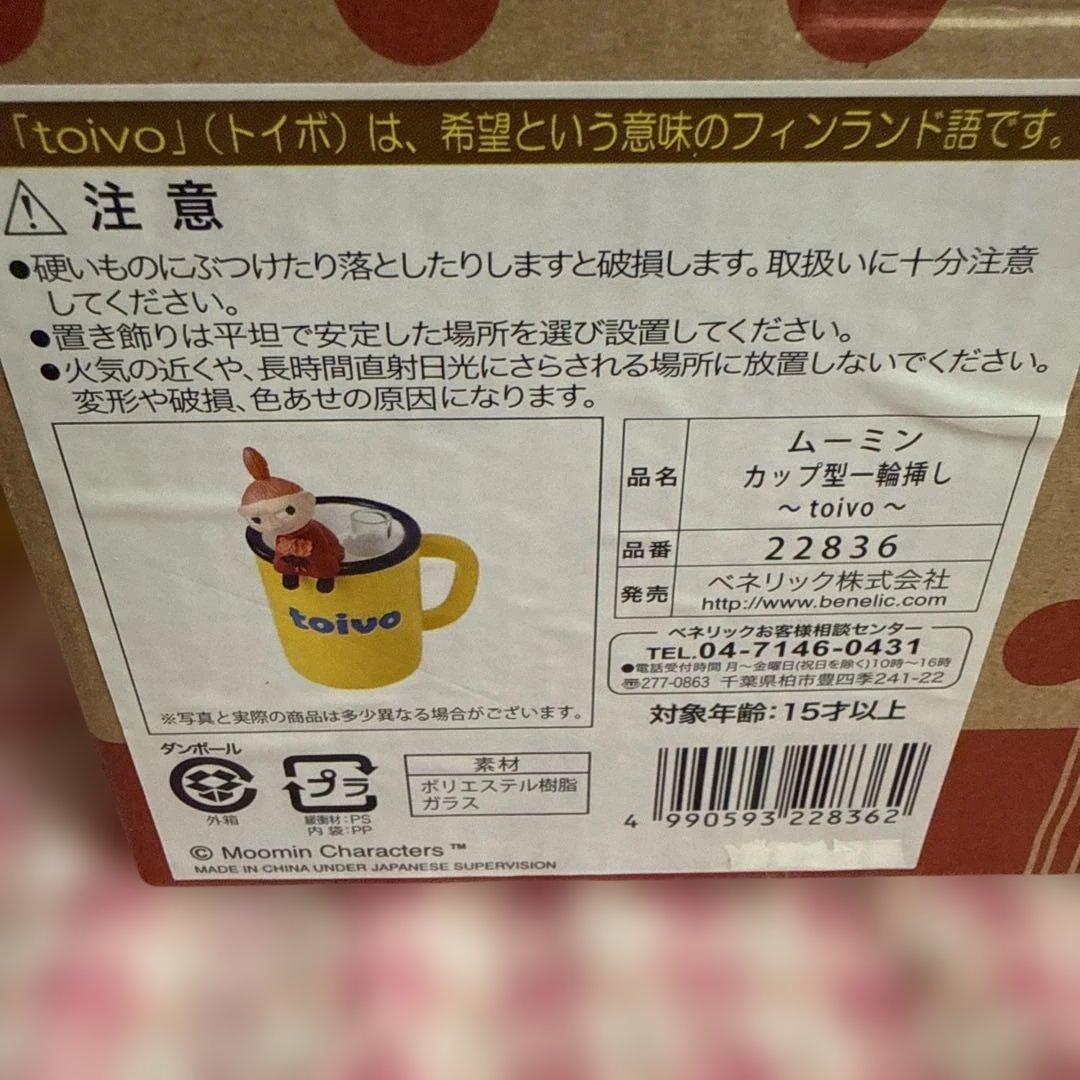 「toivo」(トイボ)は、希望という意味のフィンランド語です。
注意
●硬いものにぶつけたり落としたりしますと破損します。取扱いに十分注意
してください。
●置き飾りは平坦で安定した場所を選び設置してください。
●火気の近くや、長時間直射日光にさらされる場所に放置しないでください。
変形や破損、色あせの原因になります。
toivo
※写真と実際の商品は多少異なる場合がございます。
品名
ムーミン
カップ型一輪挿し
～toivo～
品番
22836
発売
ベネリック株式会社
http://www.benelic.com
ベネリックお客様相談センター
TEL.04-7146-0431
●電話受付時間 月～金曜日(祝日を除く)10時～16時
〒277-0863 千葉県柏市豊四季241-22
対象年齢:15才以上
ダンボール
外箱
プラ
緩衝材:PS
内袋:PP
素材
ポリエステル樹脂
ガラス
4 990593 228362
© Moomin Characters™
MADE IN CHINA UNDER JAPANESE SUPERVISION